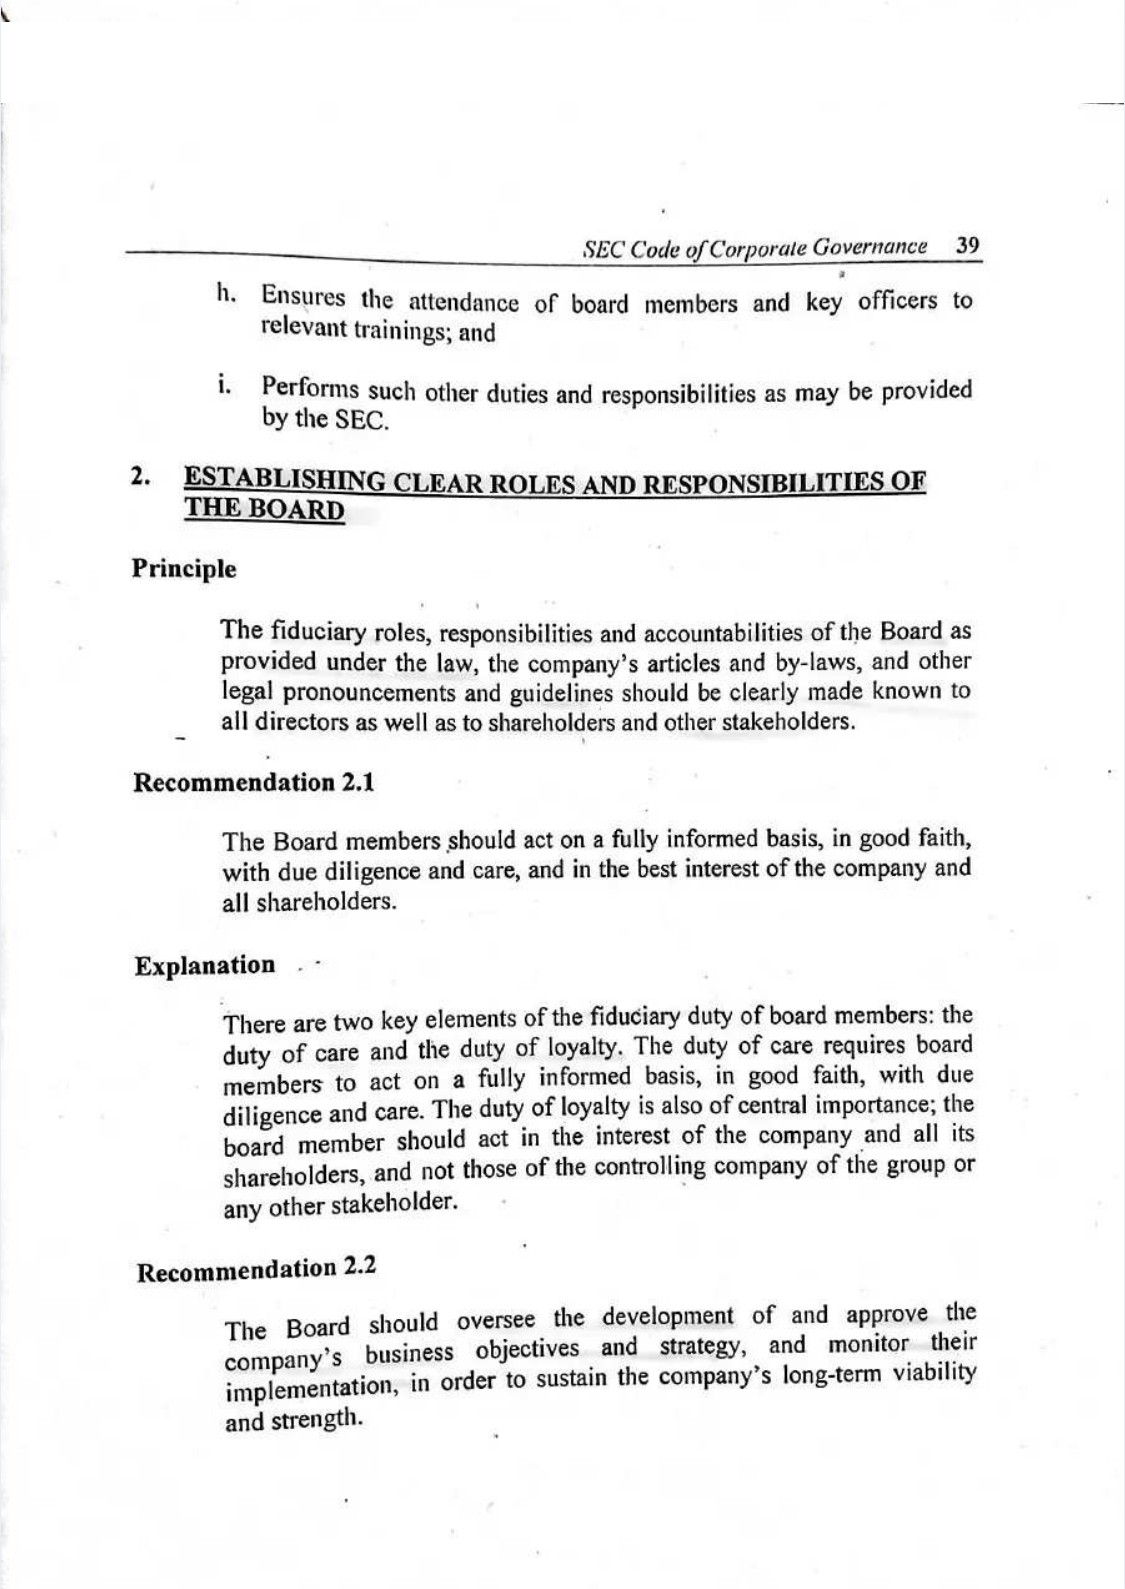 SEC Code of Corporate Governance 39
h. Ensures the attendance of board members and key officers to
relevant trainings; and
i. Performs such other duties and responsibilities as may be provided
by the SEC.
2. ESTABLISHING CLEAR ROLES AND RESPONSIBILITIES OF
THE BOARD
Principle
The fiduciary roles, responsibilities and accountabilities of the Board as
provided under the law, the company's articles and by-laws, and other
legal pronouncements and guidelines should be clearly made known to
all directors as well as to shareholders and other stakeholders.
Recommendation 2.1
The Board members should act on a fully informed basis, in good faith,
with due diligence and care, and in the best interest of the company and
all shareholders.
Explanation
There are two key elements of the fiduciary duty of board members: the
duty of care and the duty of loyalty. The duty of care requires board
members to act on a fully informed basis, in good faith, with due
diligence and care. The duty of loyalty is also of central importance; the
board member should act in the interest of the company and all its
shareholders, and not those of the controlling company of the group or
any other stakeholder.
Recommendation 2.2
The Board should oversee the development of and approve the
company's business objectives and strategy, and monitor their
implementation, in order to sustain the company's long-term viability
and strength.